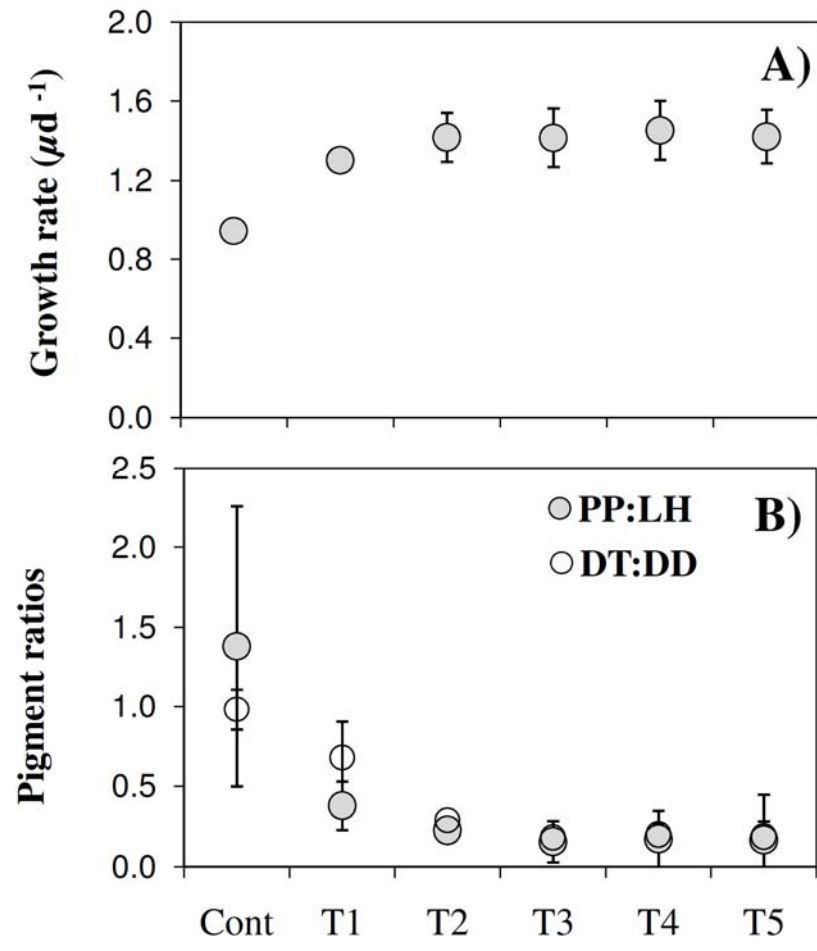 2.0
1.6
1.2
0.8
0.4
0.0
Growth rate (μd -1)
A)
2.5
2.0
1.5
1.0
0.5
0.0
Pigment ratios
PP:LH
DT:DD
B)
Cont T1 T2 T3 T4 T5